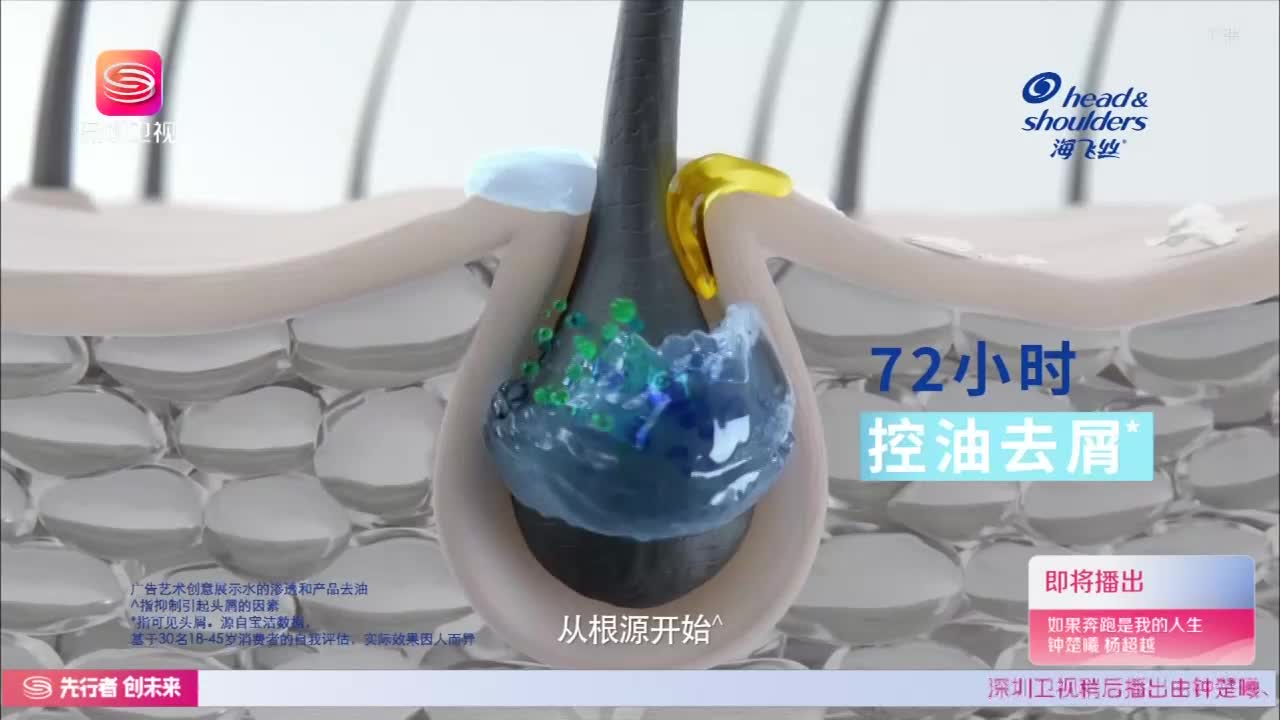 深圳卫视
head&
shoulders
海飞丝®
72小时
控油去屑*
广告艺术创意展示水的渗透和产品去油
^指抑制引起头屑的因素
*指可见头屑。源自宝洁数据，
基于30名18-45岁消费者的自我评估，实际效果因人而异
从根源开始^
即将播出
如果奔跑是我的人生
钟楚曦 杨超越
先行者 创未来
深圳卫视稍后播出由钟楚曦、